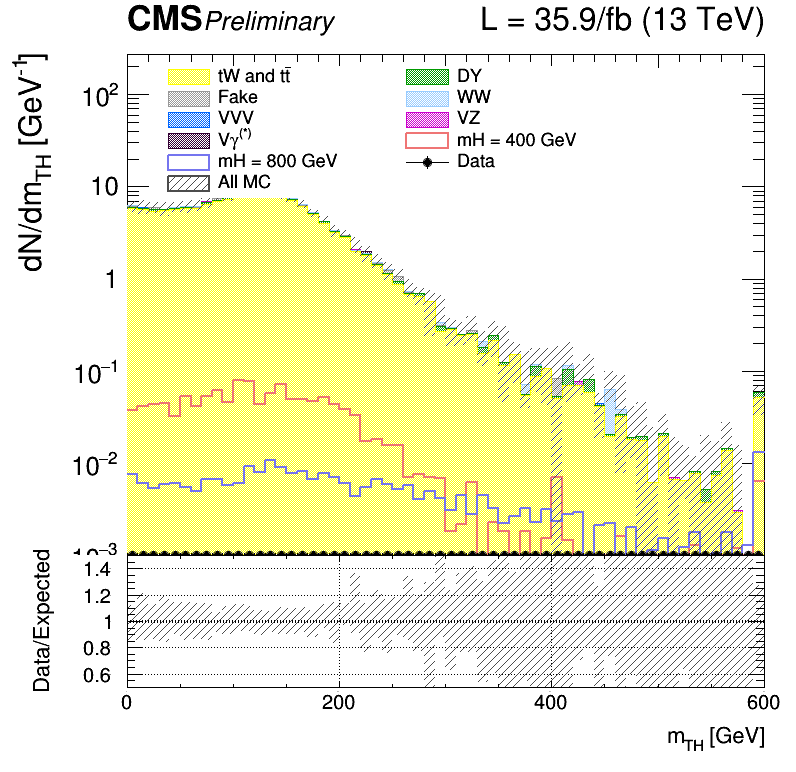 CMS Preliminary L = 35.9/fb (13 TeV)
dN/dm_TH [GeV⁻¹]
tW and tt̄ DY
Fake WW
VVV VZ
Vγ^(*) mH = 400 GeV
mH = 800 GeV Data
All MC
10²
10
1
10⁻¹
10⁻²
10⁻³
Data/Expected
1.4
1.2
1
0.8
0.6
0 200 400 600
m_TH [GeV]